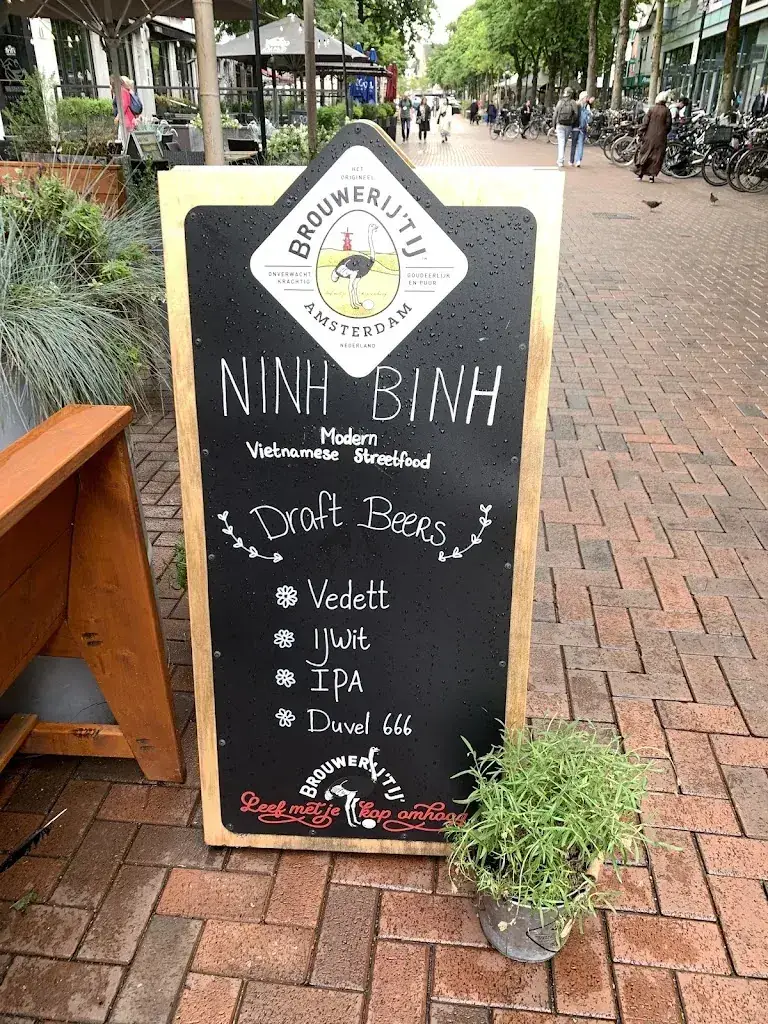 HET
ORIGINEEL
BROUWERIJ'T IJ
ONVERWACHT
KRACHTIG
GOUDEERLIJK
EN PUUR
AMSTERDAM
NEDERLAND
NINH BINH
Modern
Vietnamese Streetfood
Draft Beers
Vedett
IJwit
IPA
Duvel 666
BROUWERIJ'T IJ
Leef met je kop omhoog